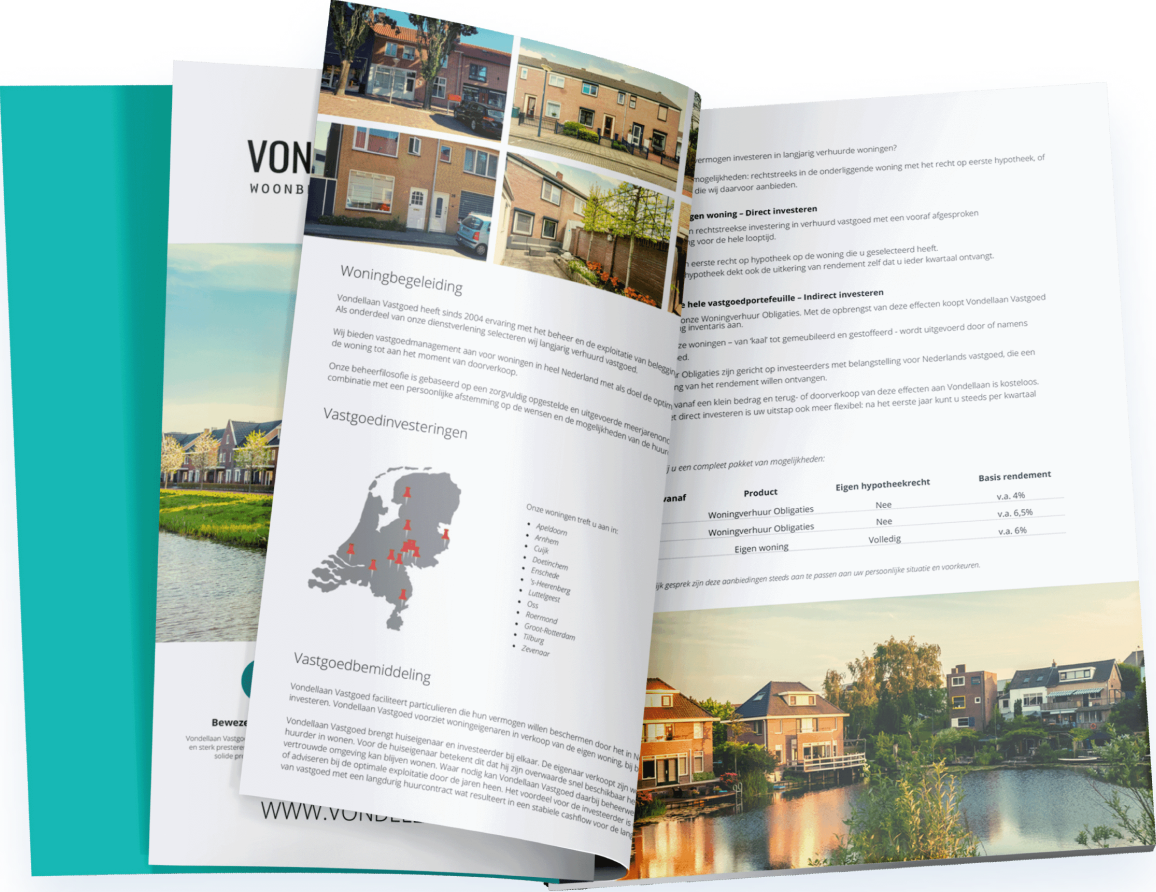 VON
WOONB
Beweze
Vondellaan Vastgo
en sterk prestere
solide pr
WWW.VONDELL
Woningbegeleiding
Vondellaan Vastgoed heeft sinds 2004 ervaring met het beheer en de exploitatie van belegging
Als onderdeel van onze dienstverlening selecteren wij langjarig verhuurd vastgoed.
Wij bieden vastgoedmanagement aan voor woningen in heel Nederland met als doel de optim
de woning tot aan het moment van doorverkoop.
Onze beheerfilosofie is gebaseerd op een zorgvuldig opgestelde en uitgevoerde meerjarenond
combinatie met een persoonlijke afstemming op de wensen en de mogelijkheden van de huur
Vastgoedinvesteringen
Onze woningen treft u aan in:
• Apeldoorn
• Arnhem
• Cuijk
• Doetinchem
• Enschede
• 's-Heerenberg
• Luttelgeest
• Oss
• Roermond
• Groot-Rotterdam
• Tilburg
• Zevenaar
Vastgoedbemiddeling
Vondellaan Vastgoed faciliteert particulieren die hun vermogen willen beschermen door het in N
investeren. Vondellaan Vastgoed voorziet woningeigenaren in verkoop van de eigen woning, bij b
Vondellaan Vastgoed brengt huiseigenaar en investeerder bij elkaar. De eigenaar verkoopt zijn w
huurder in wonen. Voor de huiseigenaar betekent dit dat hij zijn overwaarde snel beschikbaar he
vertrouwde omgeving kan blijven wonen. Waar nodig kan Vondellaan Vastgoed daarbij beheerwe
of adviseren bij de optimale exploitatie door de jaren heen. Het voordeel voor de investeerder is
van vastgoed met een langdurig huurcontract wat resulteert in een stabiele cashflow voor de lang
vermogen investeren in langjarig verhuurde woningen?
mogelijkheden: rechtstreeks in de onderliggende woning met het recht op eerste hypotheek, of
die wij daarvoor aanbieden.
gen woning – Direct investeren
n rechtstreekse investering in verhuurd vastgoed met een vooraf afgesproken
ng voor de hele looptijd.
n eerste recht op hypotheek op de woning die u geselecteerd heeft.
hypotheek dekt ook de uitkering van rendement zelf dat u ieder kwartaal ontvangt.
e hele vastgoedportefeuille – Indirect investeren
onze Woningverhuur Obligaties. Met de opbrengst van deze effecten koopt Vondellaan Vastgoed
g inventaris aan.
ze woningen – van 'kaal' tot gemeubileerd en gestoffeerd - wordt uitgevoerd door of namens
ed.
r Obligaties zijn gericht op investeerders met belangstelling voor Nederlands vastgoed, die een
ng van het rendement willen ontvangen.
vanaf een klein bedrag en terug- of doorverkoop van deze effecten aan Vondellaan is kosteloos.
t direct investeren is uw uitstap ook meer flexibel: na het eerste jaar kunt u steeds per kwartaal
j u een compleet pakket van mogelijkheden:
vanaf Product Eigen hypotheekrecht Basis rendement
Woningverhuur Obligaties Nee v.a. 4%
Woningverhuur Obligaties Nee v.a. 6,5%
Eigen woning Volledig v.a. 6%
ijk gesprek zijn deze aanbiedingen steeds aan te passen aan uw persoonlijke situatie en voorkeuren.